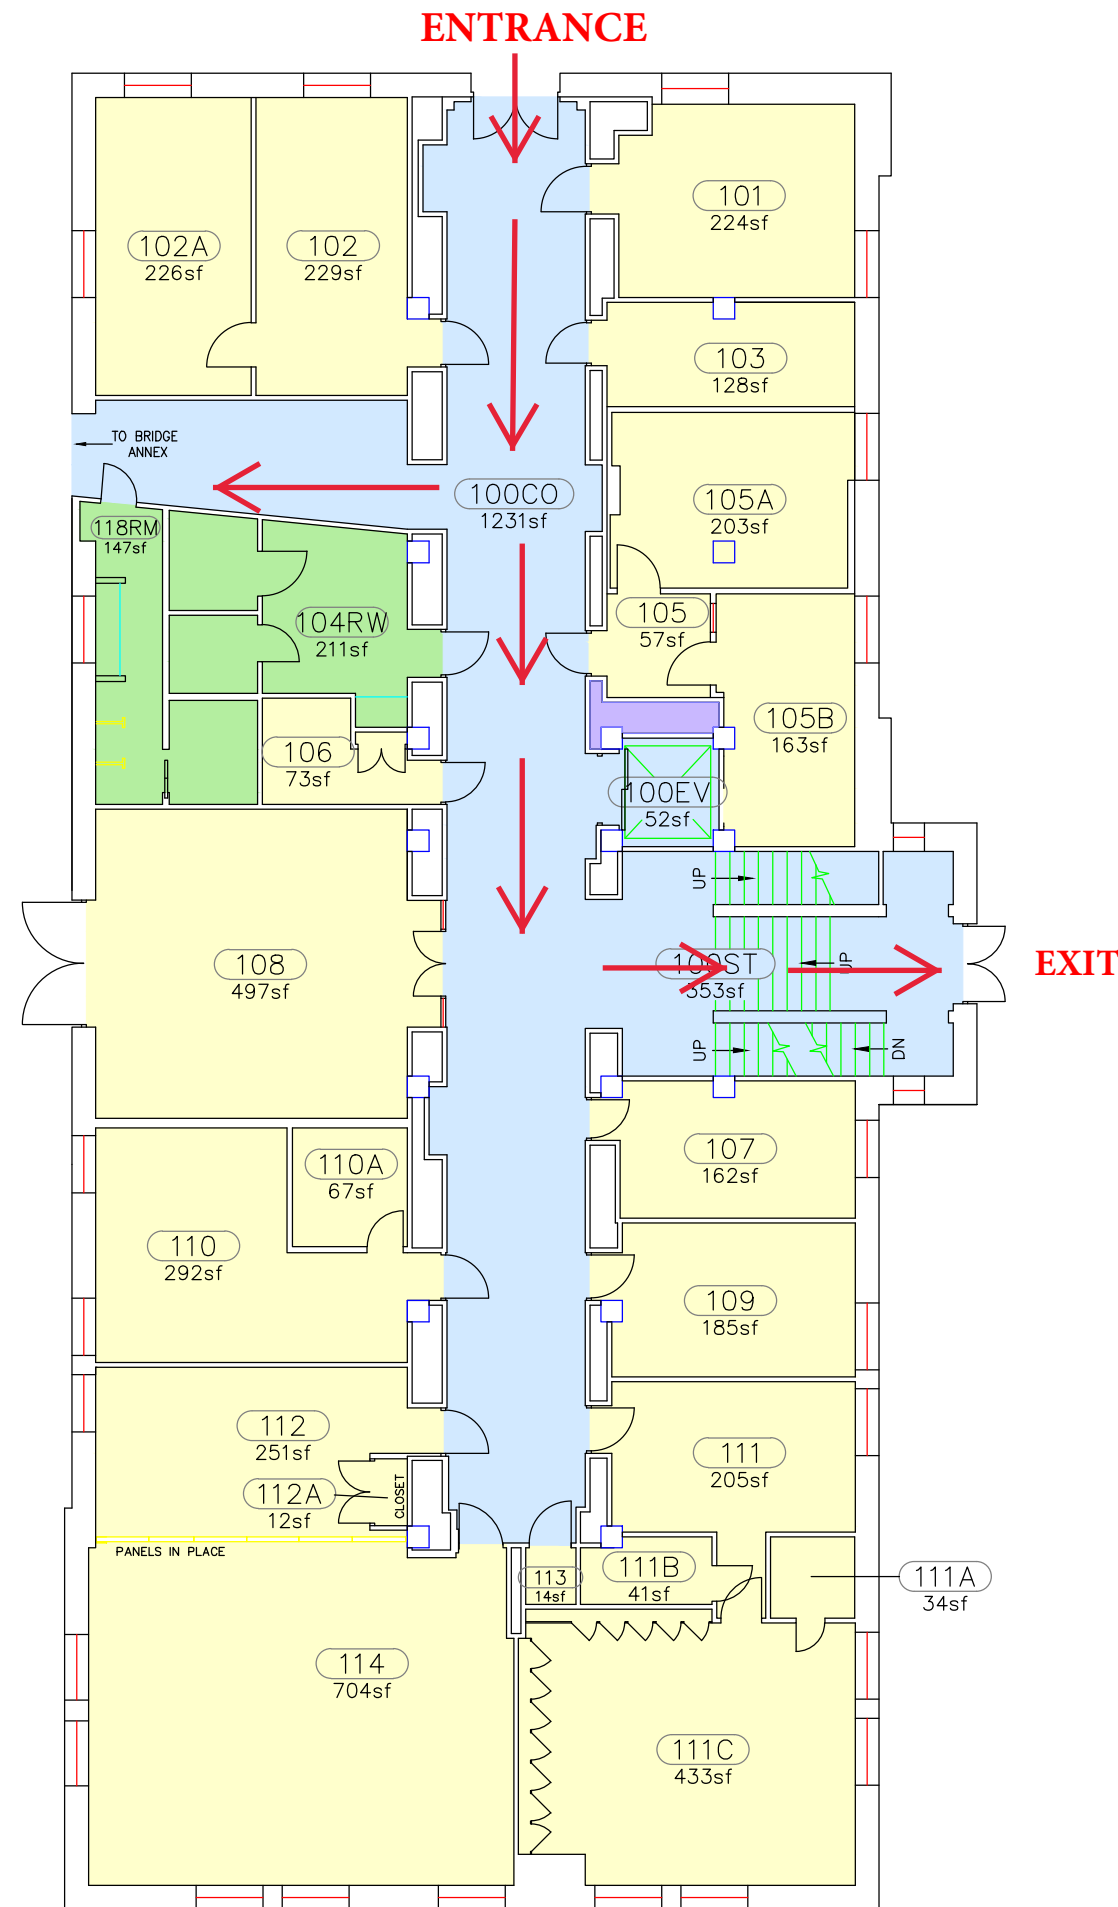 ENTRANCE
101
224sf
102A
226sf
102
229sf
103
128sf
TO BRIDGE
ANNEX
100CO
1231sf
105A
203sf
118RM
147sf
104RW
211sf
105
57sf
105B
163sf
106
73sf
100EV
52sf
UP
108
497sf
100ST
353sf
UP
EXIT
UP
DN
107
162sf
110A
67sf
110
292sf
109
185sf
112
251sf
111
205sf
112A
12sf
CLOSET
PANELS IN PLACE
113
14sf
111B
41sf
111A
34sf
114
704sf
111C
433sf